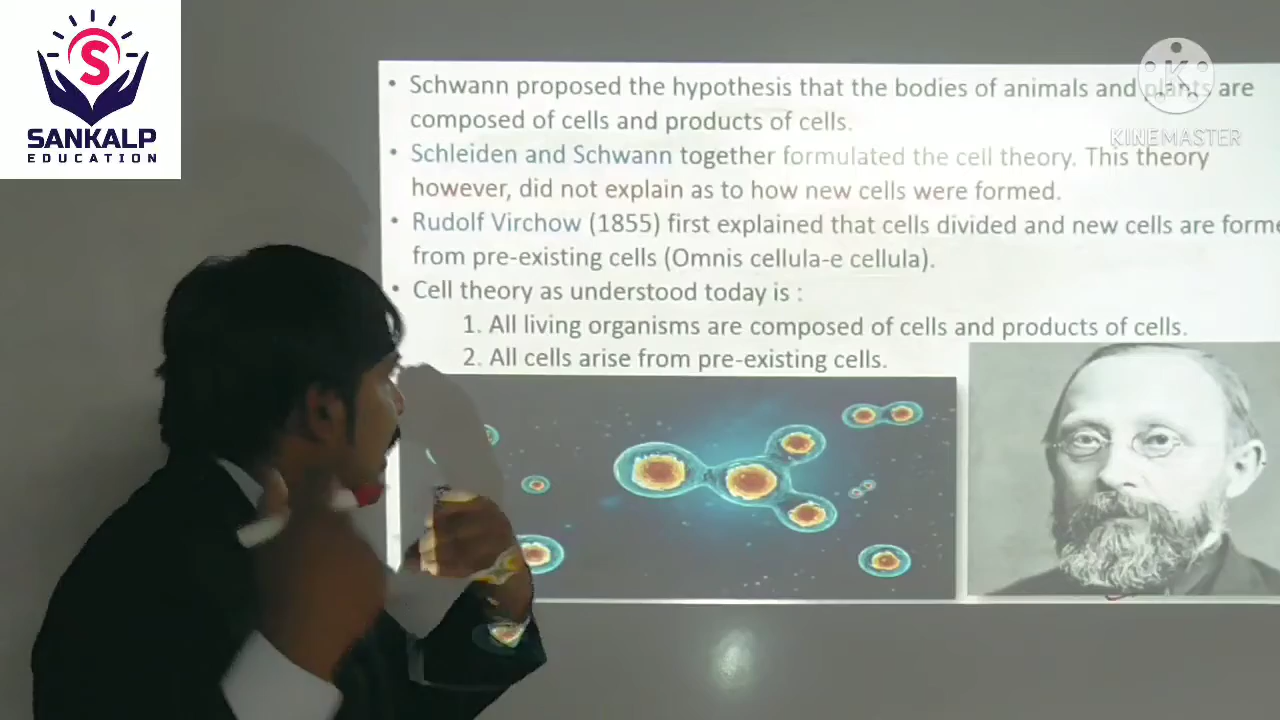 S
SANKALP
EDUCATION
• Schwann proposed the hypothesis that the bodies of animals and plants are
composed of cells and products of cells.
KINEMASTER
• Schleiden and Schwann together formulated the cell theory. This theory
however, did not explain as to how new cells were formed.
• Rudolf Virchow (1855) first explained that cells divided and new cells are forme
from pre-existing cells (Omnis cellula-e cellula).
• Cell theory as understood today is :
1. All living organisms are composed of cells and products of cells.
2. All cells arise from pre-existing cells.